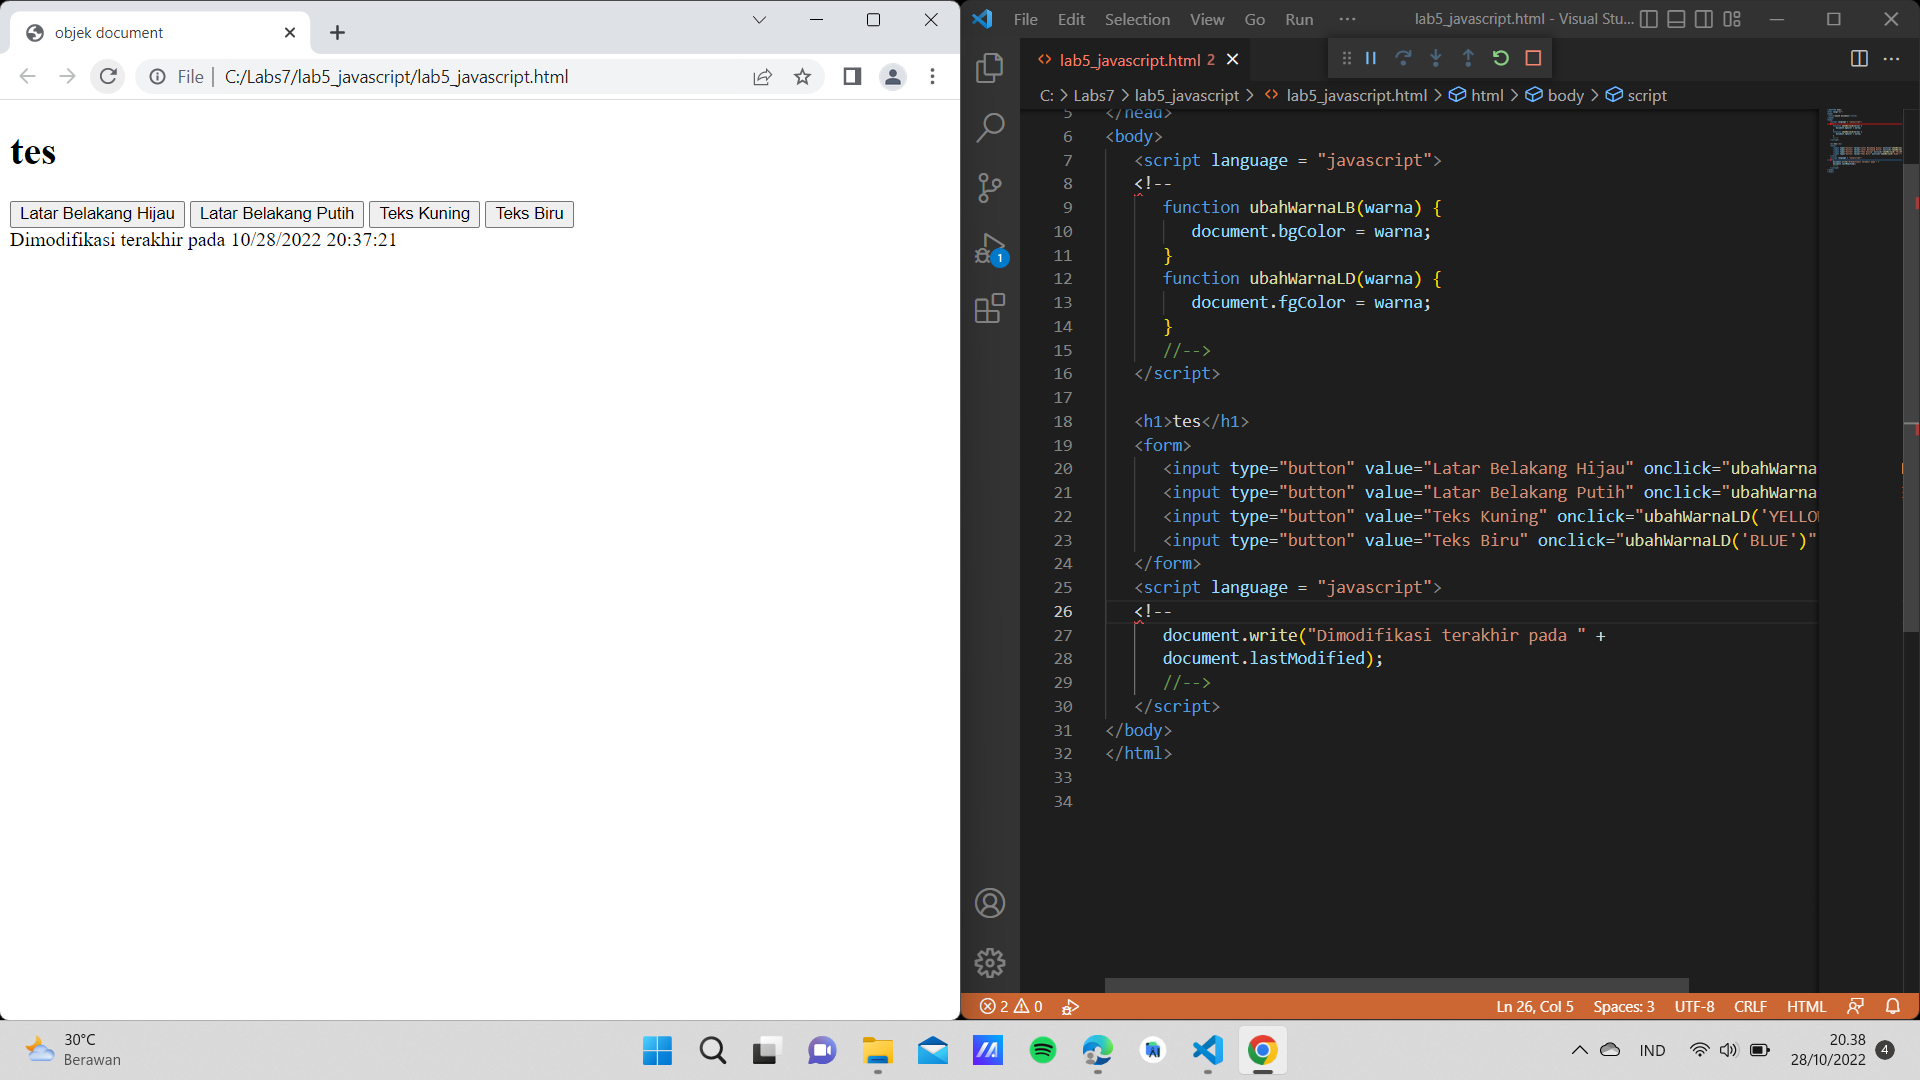 objek document
File
C:/Labs7/lab5_javascript/lab5_javascript.html
tes
Latar Belakang Hijau
Latar Belakang Putih
Teks Kuning
Teks Biru
Dimodifikasi terakhir pada 10/28/2022 20:37:21
File Edit Selection View Go Run ···
lab5_javascript.html - Visual Stu...
lab5_javascript.html 2
C: > Labs7 > lab5_javascript > lab5_javascript.html > html > body > script
5 </head>
6 <body>
7 <script language = "javascript">
8 <!--
9 function ubahWarnaLB(warna) {
10 document.bgColor = warna;
11 }
12 function ubahWarnaLD(warna) {
13 document.fgColor = warna;
14 }
15 //-->
16 </script>
17
18 <h1>tes</h1>
19 <form>
20 <input type="button" value="Latar Belakang Hijau" onclick="ubahWarna
21 <input type="button" value="Latar Belakang Putih" onclick="ubahWarna
22 <input type="button" value="Teks Kuning" onclick="ubahWarnaLD('YELLO
23 <input type="button" value="Teks Biru" onclick="ubahWarnaLD('BLUE')"
24 </form>
25 <script language = "javascript">
26 <!--
27 document.write("Dimodifikasi terakhir pada " +
28 document.lastModified);
29 //-->
30 </script>
31 </body>
32 </html>
33
34
1
2 0
Ln 26, Col 5 Spaces: 3 UTF-8 CRLF HTML
30°C
Berawan
IND
20.38
28/10/2022
4